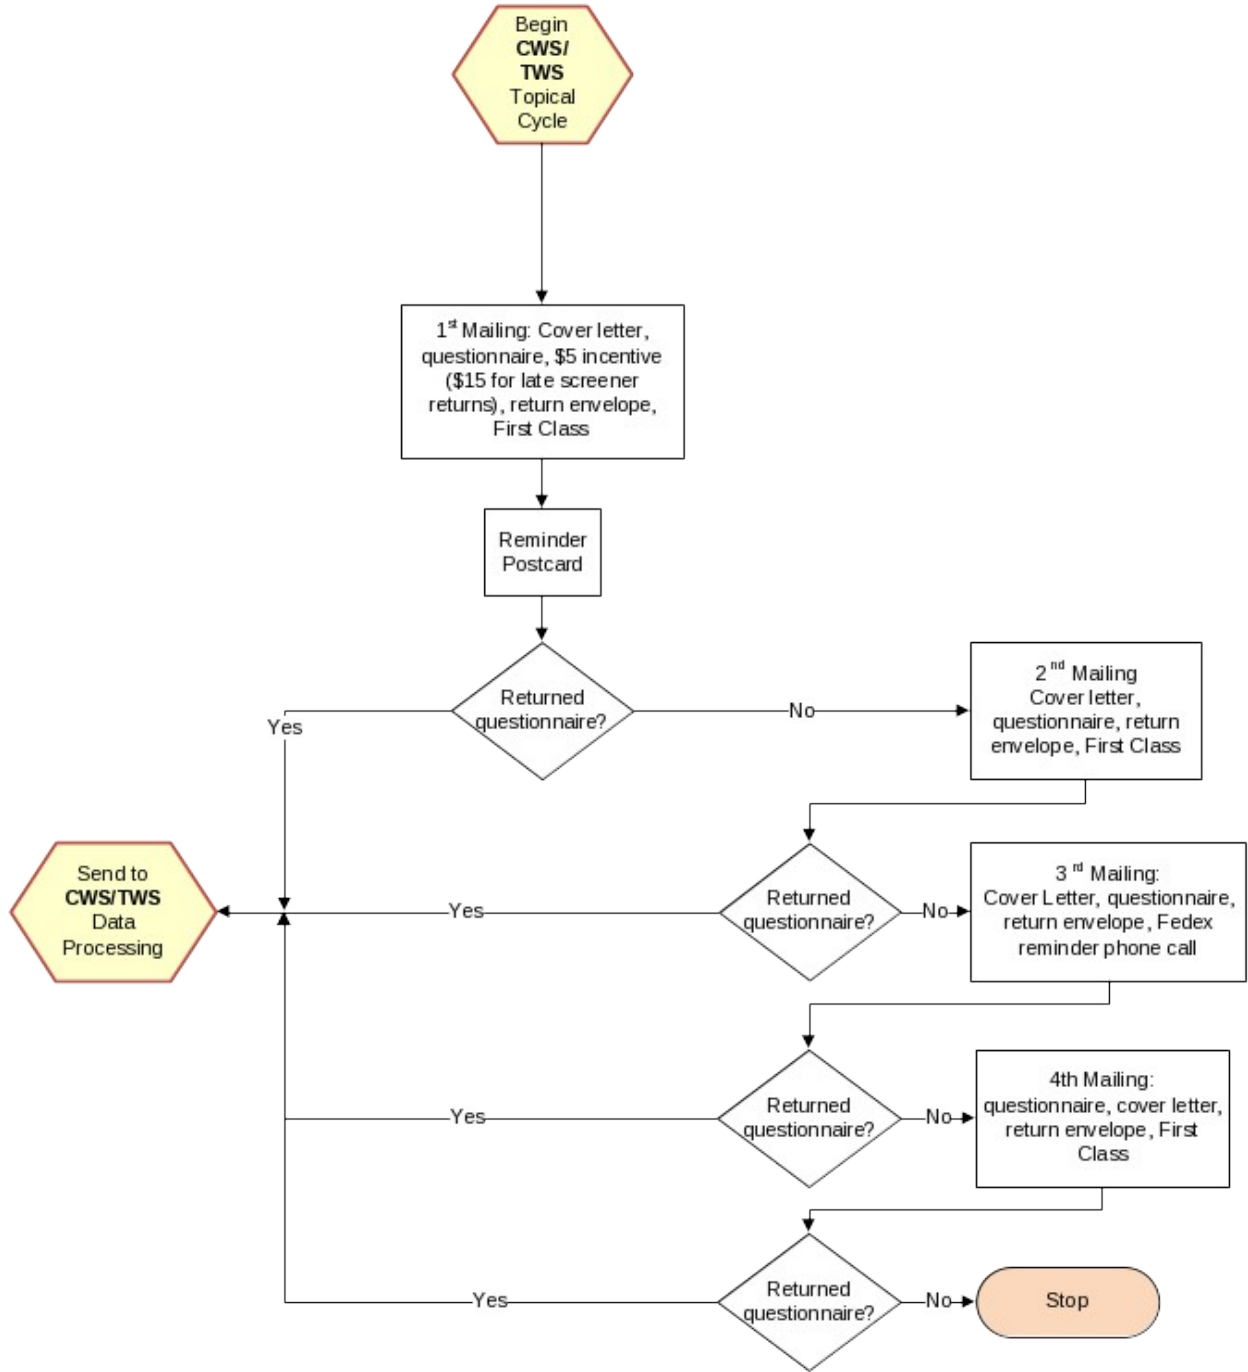 Begin
CWS/
TWS
Topical
Cycle
1st Mailing: Cover letter,
questionnaire, $5 incentive
($15 for late screener
returns), return envelope,
First Class
Reminder
Postcard
Returned
questionnaire?
Yes
No
2nd Mailing
Cover letter,
questionnaire, return
envelope, First Class
Send to
CWS/TWS
Data
Processing
Yes
Returned
questionnaire?
No
3rd Mailing:
Cover Letter, questionnaire,
return envelope, Fedex
reminder phone call
Yes
Returned
questionnaire?
No
4th Mailing:
questionnaire, cover letter,
return envelope, First
Class
Yes
Returned
questionnaire?
No
Stop